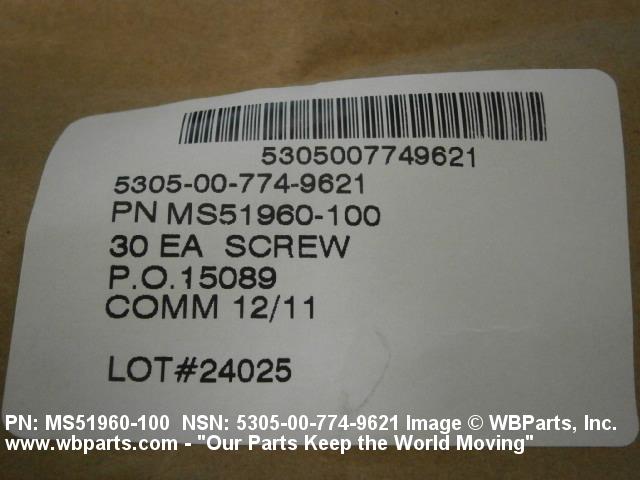 5305007749621
5305-00-774-9621
PN MS51960-100
30 EA SCREW
P.O.15089
COMM 12/11
LOT#24025
PN: MS51960-100 NSN: 5305-00-774-9621 Image © WBParts, Inc.
www.wbparts.com - "Our Parts Keep the World Moving"